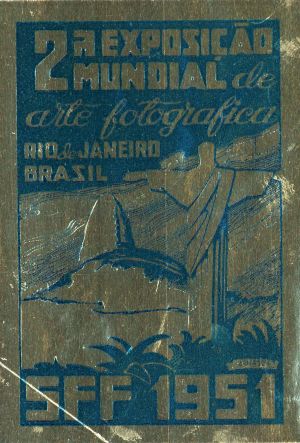 2ª EXPOSIÇÃO
MUNDIAL de
arte fotografica
RIO de JANEIRO
BRASIL
SFF 1951